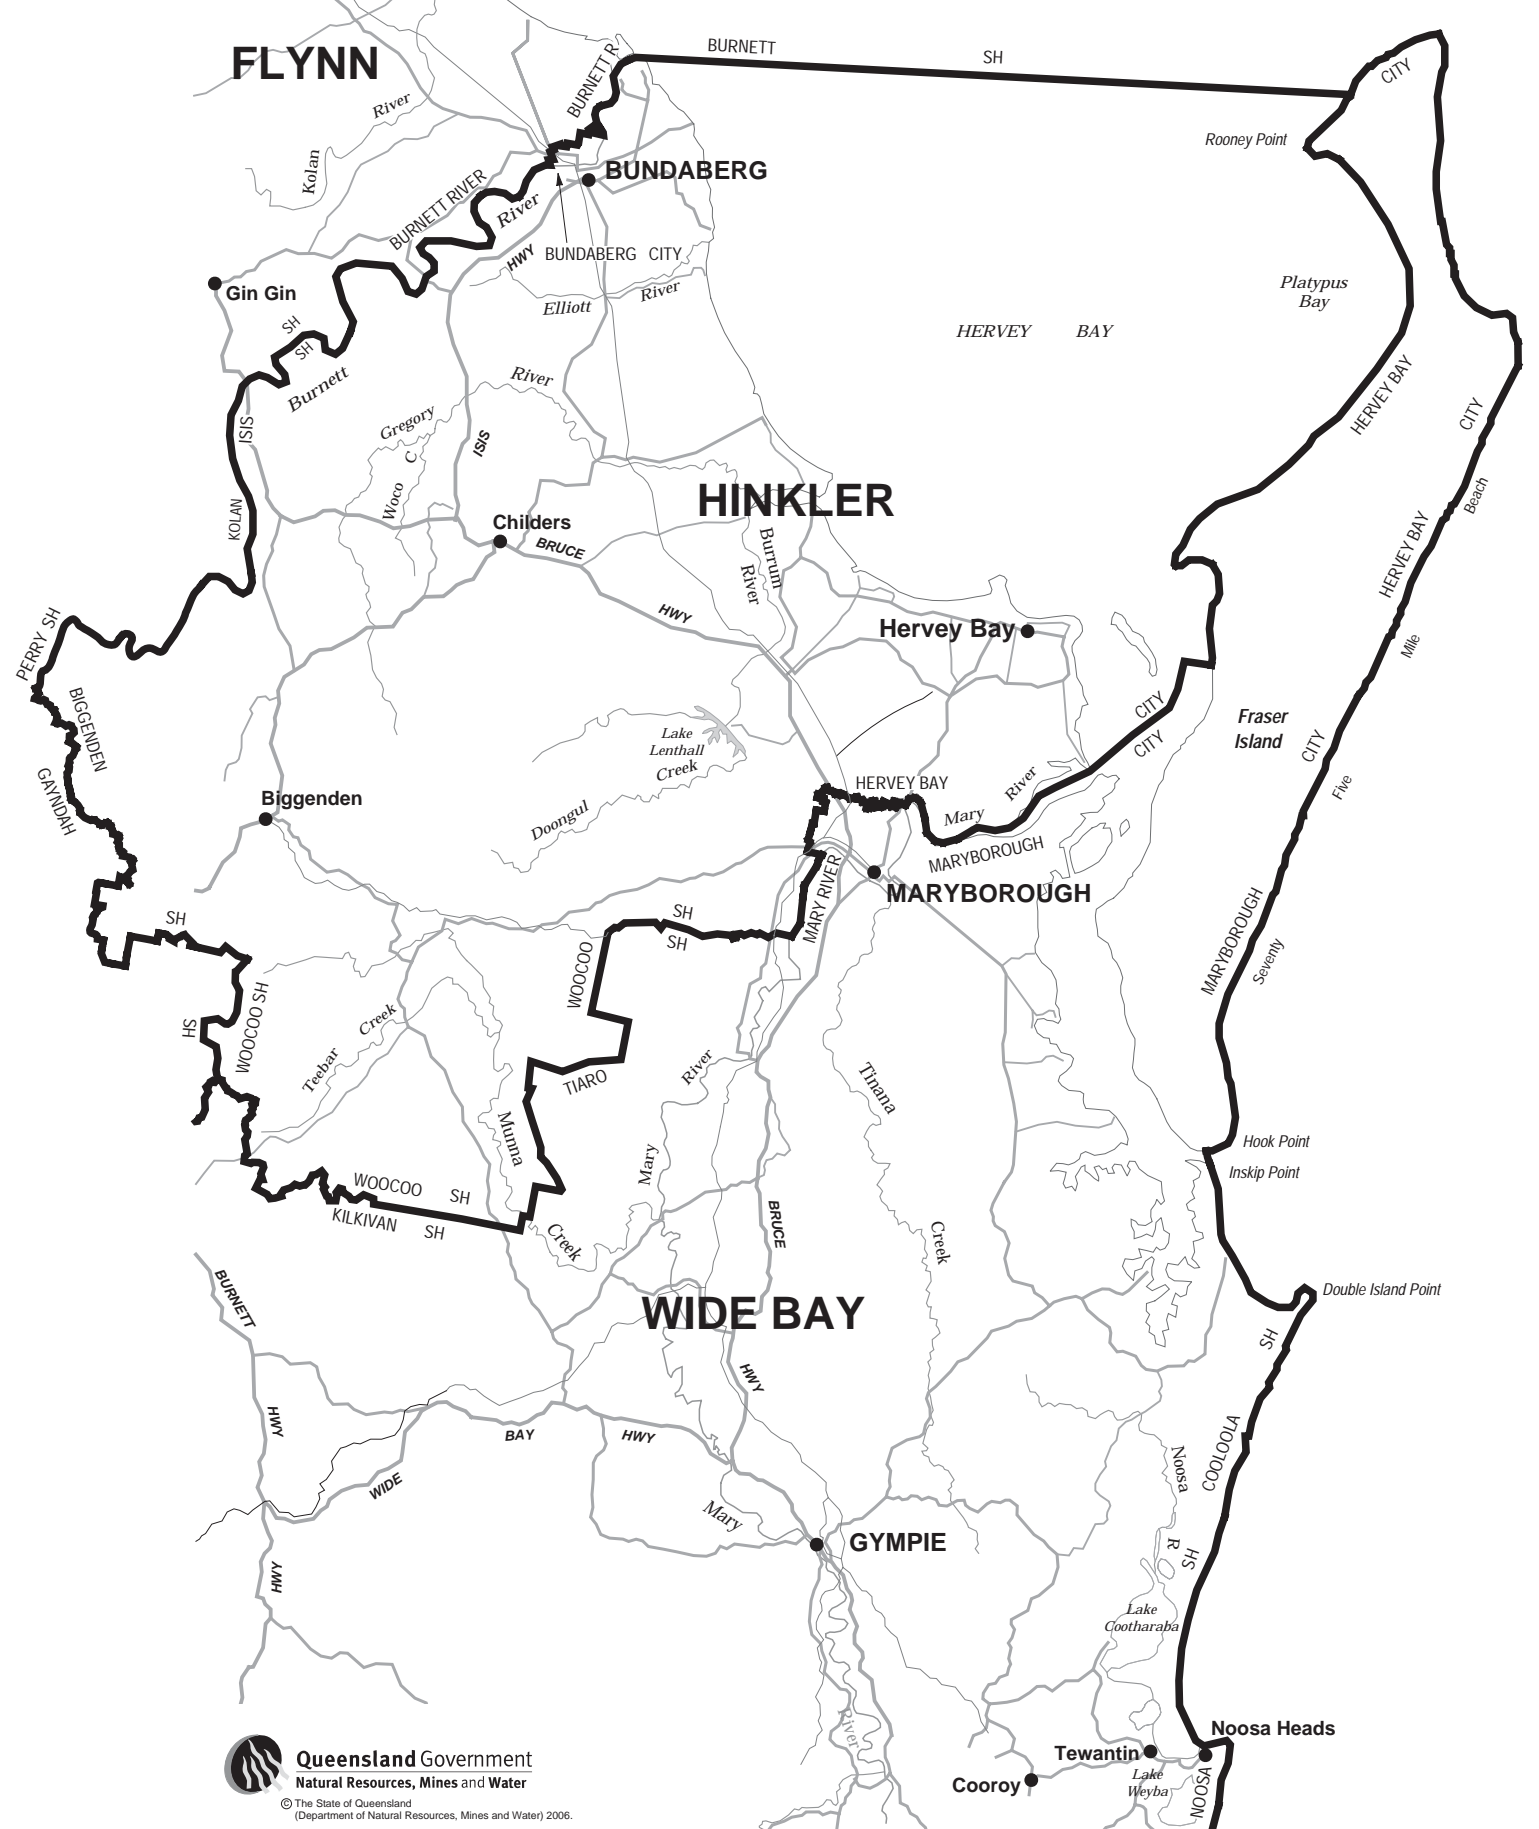 FLYNN
BURNETT
SH
CITY
River
BURNETT R
Kolan
Rooney Point
BUNDABERG
BURNETT RIVER
River
HWY
BUNDABERG CITY
Gin Gin
Elliott
River
Platypus
Bay
HERVEY BAY
SH
SH
Burnett
River
HERVEY BAY
CITY
Gregory
ISIS
ISIS
C
Woco
KOLAN
HINKLER
Beach
Childers
BRUCE
Burrum
River
HERVEY BAY
HWY
Hervey Bay
PERRY SH
Mile
BIGGENDEN
CITY
CITY
Fraser
Island
Lake
Lenthall
Creek
CITY
GAYNDAH
HERVEY BAY
River
Five
Biggenden
Doongul
Mary
MARYBOROUGH
MARY RIVER
MARYBOROUGH
SH
SH
SH
WOOCOO
MARYBOROUGH
Seventy
SH
WOOCOO SH
Creek
Teebar
River
TIARO
Tinana
Munna
Mary
Hook Point
Inskip Point
WOOCOO SH
KILKIVAN SH
Creek
BRUCE
Creek
BURNETT
WIDE BAY
Double Island Point
SH
HWY
HWY
BAY
HWY
COOLOOLA
WIDE
Noosa
Mary
GYMPIE
R
SH
HWY
Lake
Cootharaba
River
Noosa Heads
Tewantin
Cooroy
Lake
Weyba
NOOSA
Queensland Government
Natural Resources, Mines and Water
© The State of Queensland
(Department of Natural Resources, Mines and Water) 2006.